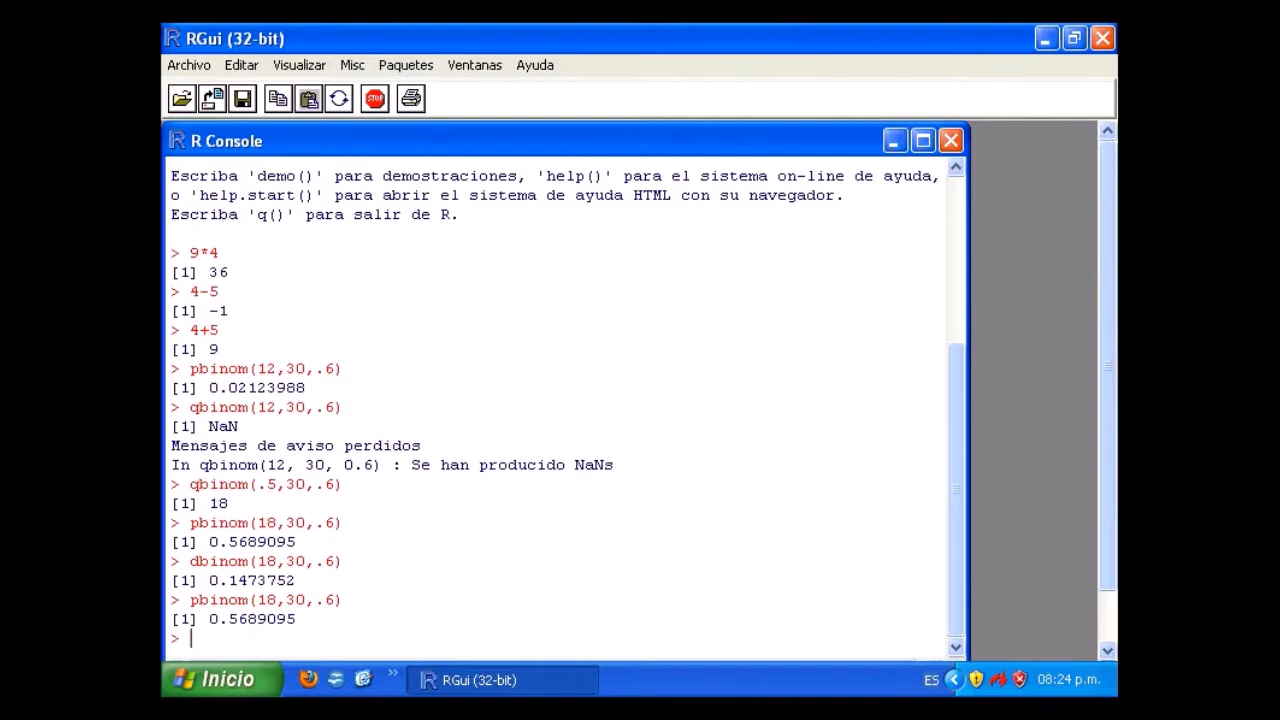 RGui (32-bit)
Archivo Editar Visualizar Misc Paquetes Ventanas Ayuda
STOP
R Console
Escriba 'demo()' para demostraciones, 'help()' para el sistema on-line de ayuda,
o 'help.start()' para abrir el sistema de ayuda HTML con su navegador.
Escriba 'q()' para salir de R.
> 9*4
[1] 36
> 4-5
[1] -1
> 4+5
[1] 9
> pbinom(12,30,.6)
[1] 0.02123988
> qbinom(12,30,.6)
[1] NaN
Mensajes de aviso perdidos
In qbinom(12, 30, 0.6) : Se han producido NaNs
> qbinom(.5,30,.6)
[1] 18
> pbinom(18,30,.6)
[1] 0.5689095
> dbinom(18,30,.6)
[1] 0.1473752
> pbinom(18,30,.6)
[1] 0.5689095
>
Inicio » RGui (32-bit) ES 08:24 p.m.